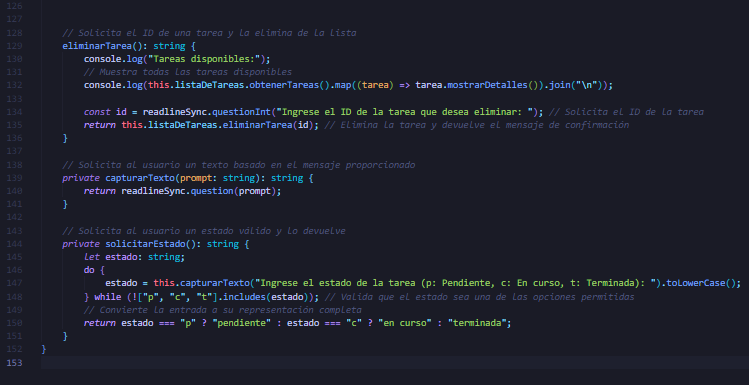 126
127
128 // Solicita el ID de una tarea y la elimina de la lista
129 eliminarTarea(): string {
130 console.log("Tareas disponibles:");
131 // Muestra todas las tareas disponibles
132 console.log(this.listaDeTareas.obtenerTareas().map((tarea) => tarea.mostrarDetalles()).join("\n"));
133
134 const id = readlineSync.questionInt("Ingrese el ID de la tarea que desea eliminar: "); // Solicita el ID de la tarea
135 return this.listaDeTareas.eliminarTarea(id); // Elimina la tarea y devuelve el mensaje de confirmación
136 }
137
138 // Solicita al usuario un texto basado en el mensaje proporcionado
139 private capturarTexto(prompt: string): string {
140 return readlineSync.question(prompt);
141 }
142
143 // Solicita al usuario un estado válido y lo devuelve
144 private solicitarEstado(): string {
145 let estado: string;
146 do {
147 estado = this.capturarTexto("Ingrese el estado de la tarea (p: Pendiente, c: En curso, t: Terminada): ").toLowerCase();
148 } while (!["p", "c", "t"].includes(estado)); // Valida que el estado sea una de las opciones permitidas
149 // Convierte la entrada a su representación completa
150 return estado === "p" ? "pendiente" : estado === "c" ? "en curso" : "terminada";
151 }
152 }
153